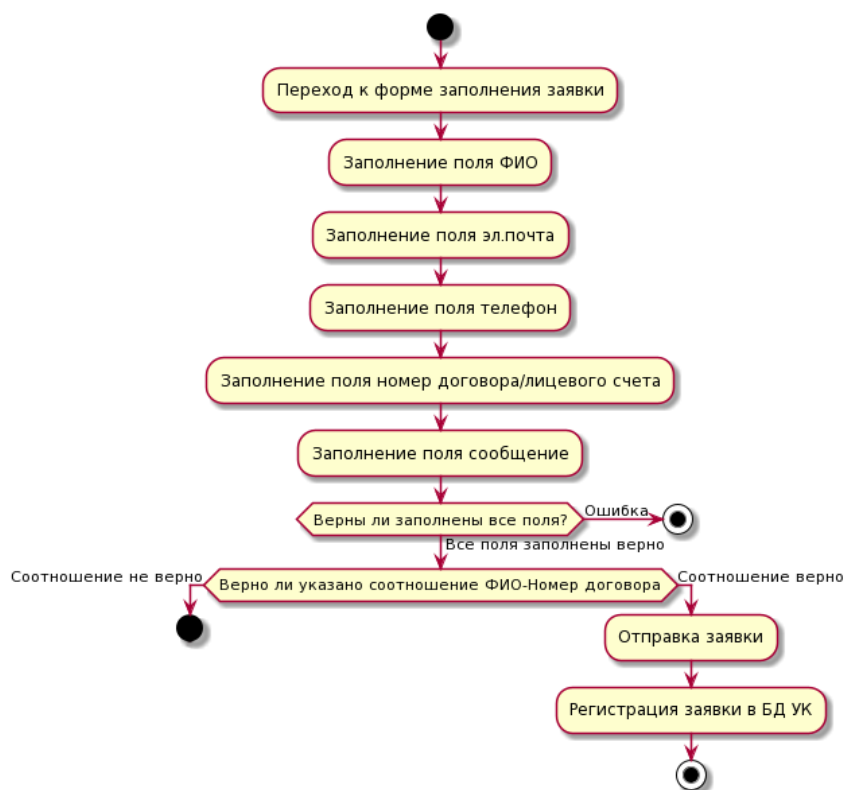 Переход к форме заполнения заявки
Заполнение поля ФИО
Заполнение поля эл.почта
Заполнение поля телефон
Заполнение поля номер договора/лицевого счета
Заполнение поля сообщение
Верны ли заполнены все поля?
Ошибка
Все поля заполнены верно
Соотношение не верно
Верно ли указано соотношение ФИО-Номер договора
Соотношение верно
Отправка заявки
Регистрация заявки в БД УК